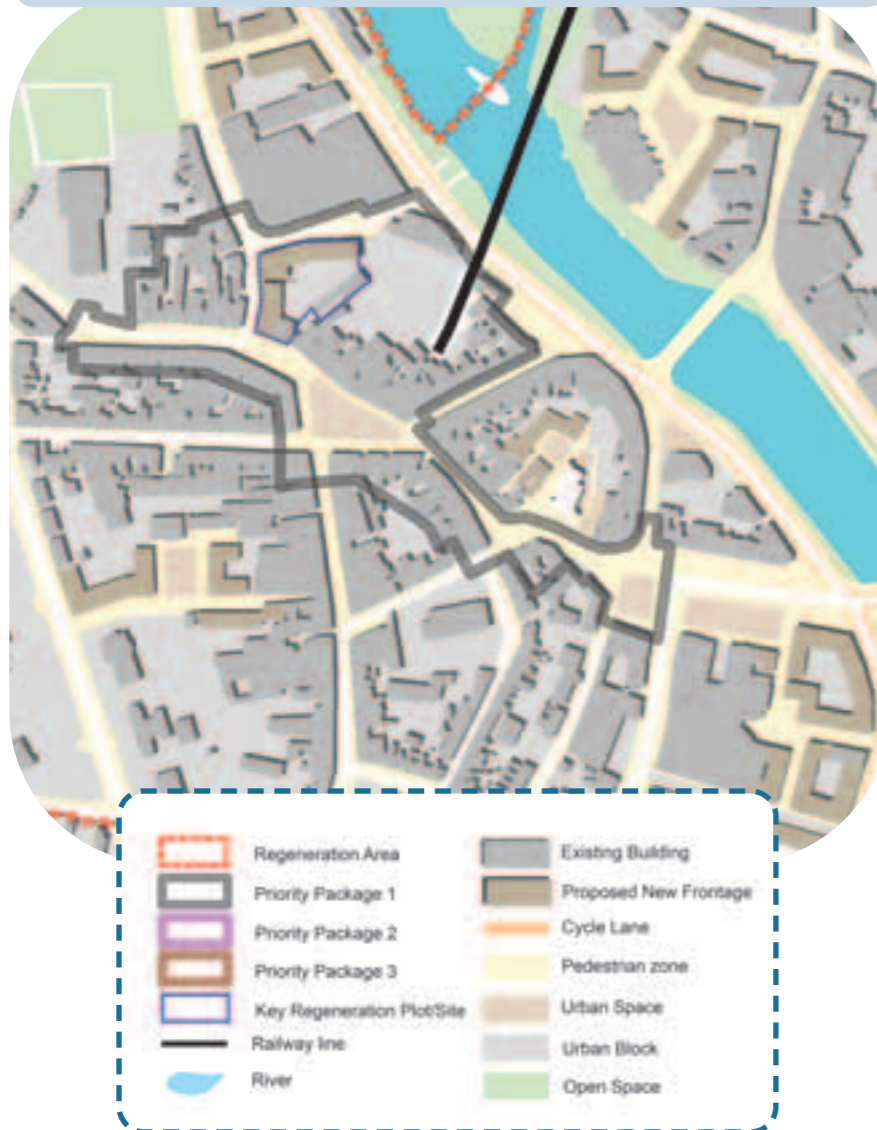 Regeneration Area
Priority Package 1
Priority Package 2
Priority Package 3
Key Regeneration Plot/Site
Railway line
River
Existing Building
Proposed New Frontage
Cycle Lane
Pedestrian zone
Urban Space
Urban Block
Open Space